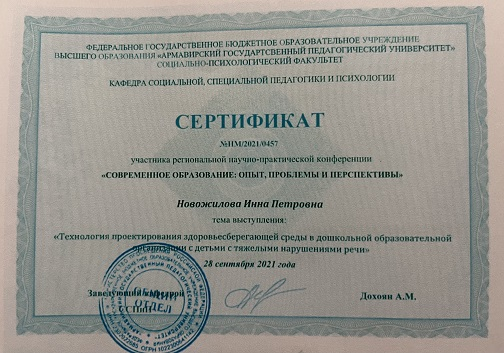 ФЕДЕРАЛЬНОЕ ГОСУДАРСТВЕННОЕ БЮДЖЕТНОЕ ОБРАЗОВАТЕЛЬНОЕ УЧРЕЖДЕНИЕ
ВЫСШЕГО ОБРАЗОВАНИЯ «АРМАВИРСКИЙ ГОСУДАРСТВЕННЫЙ ПЕДАГОГИЧЕСКИЙ УНИВЕРСИТЕТ»
СОЦИАЛЬНО-ПСИХОЛОГИЧЕСКИЙ ФАКУЛЬТЕТ
КАФЕДРА СОЦИАЛЬНОЙ, СПЕЦИАЛЬНОЙ ПЕДАГОГИКИ И ПСИХОЛОГИИ
СЕРТИФИКАТ
№НМ/2021/0457
участника региональной научно-практической конференции
«СОВРЕМЕННОЕ ОБРАЗОВАНИЕ: ОПЫТ, ПРОБЛЕМЫ И ПЕРСПЕКТИВЫ»
Новожилова Инна Петровна
тема выступления:
«Технология проектирования здоровьесберегающей среды в дошкольной образовательной
организации с детьми с тяжелыми нарушениями речи»
28 сентября 2021 года
Заведующий кафедрой
Дохоян А.М.
ОБЩИЙ
ОТДЕЛ